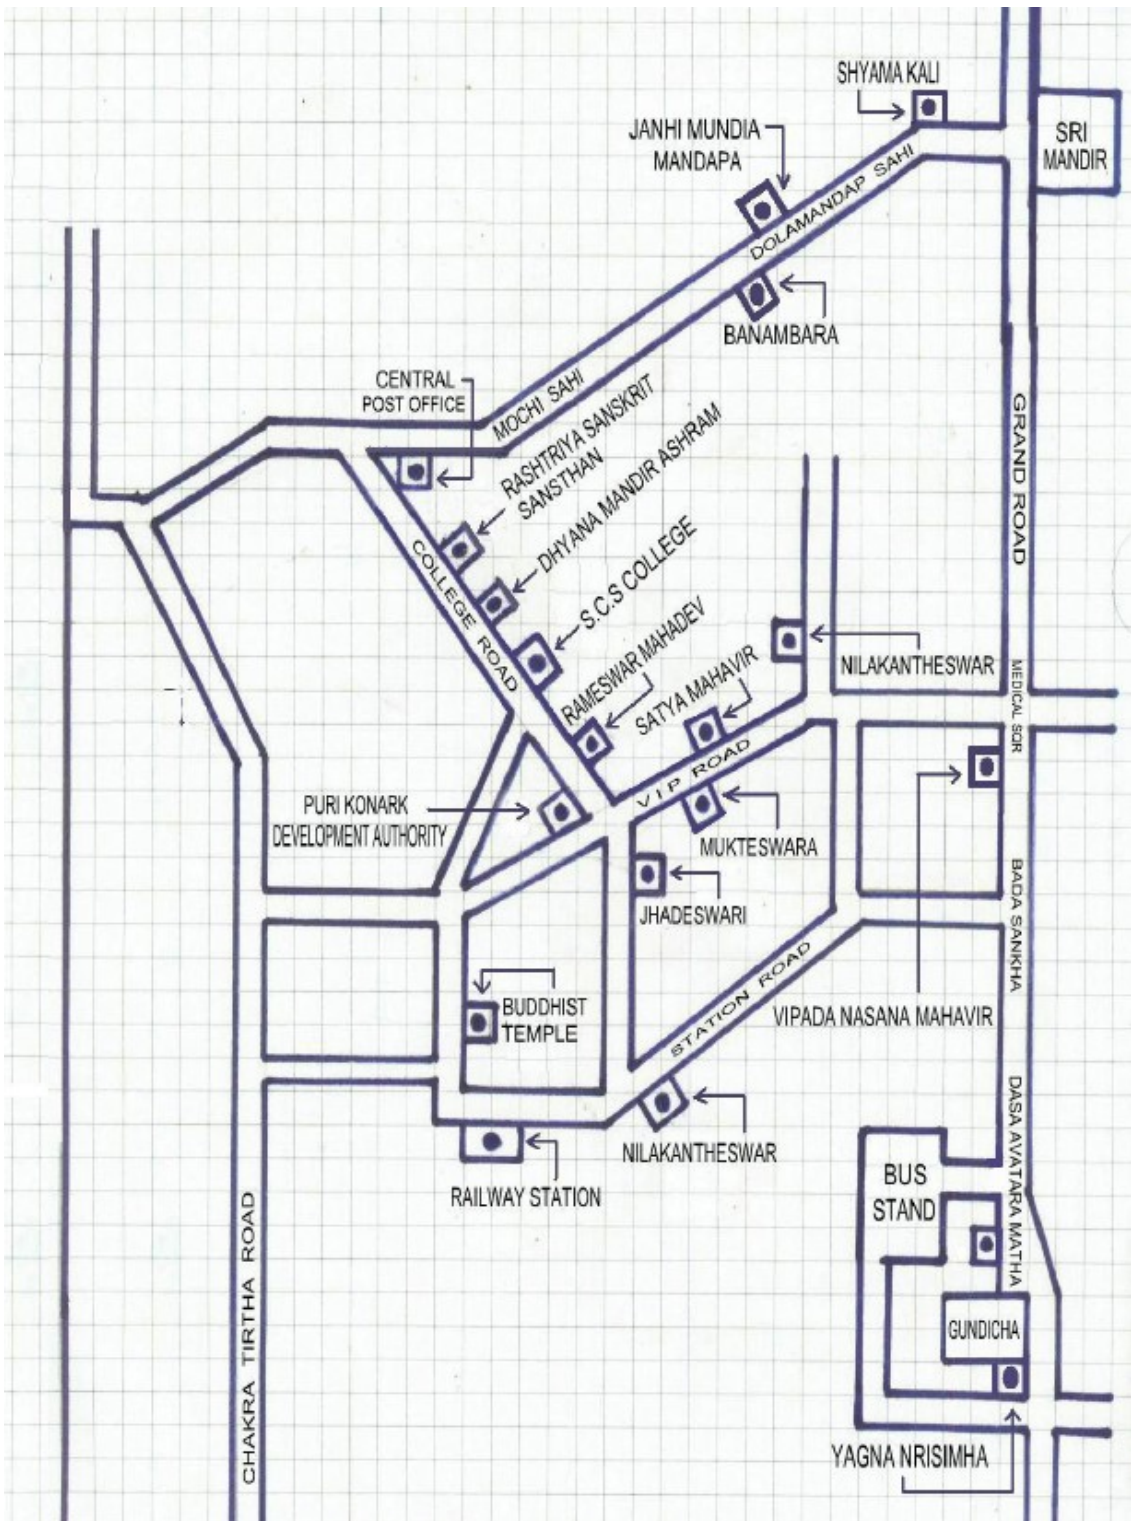 SHYAMA KALI
JANHI MUNDIA
MANDAPA
SRI
MANDIR
DOLAMANDAP SAHI
BANAMBARA
CENTRAL
POST OFFICE
MOCHI SAHI
RASHTRIYA SANSKRIT
SANSTHAN
DHYANA MANDIR ASHRAM
GRAND ROAD
COLLEGE ROAD
S.C.S COLLEGE
RAMESWAR MAHADEV
SATYA MAHAVIR
NILAKANTHESWAR
MEDICAL SQR
VIP ROAD
PURI KONARK
DEVELOPMENT AUTHORITY
MUKTESWARA
JHADESWARI
BADA SANKHA
STATION ROAD
BUDDHIST
TEMPLE
VIPADA NASANA MAHAVIR
DASA AVATARA MATHA
NILAKANTHESWAR
RAILWAY STATION
BUS
STAND
CHAKRA TIRTHA ROAD
GUNDICHA
YAGNA NRISIMHA